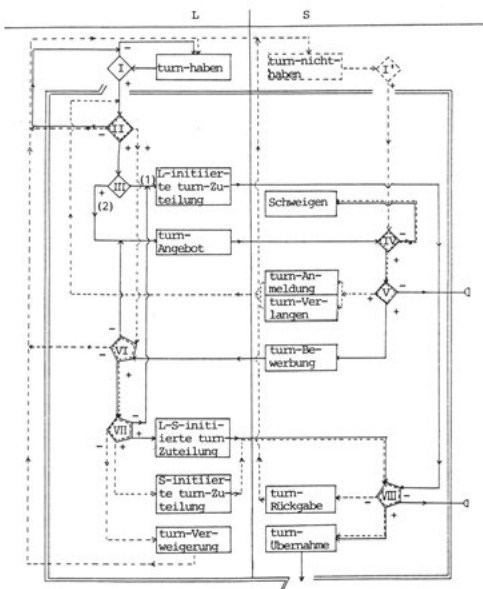 L S
I
turn-haben
turn-nicht-
haben
I'
II
III
(1)
(2)
L-initiier-
te turn-Zu-
teilung
Schweigen
turn-
Angebot
IV
turn-An-
meldung
turn-Ver-
langen
V
VI
turn-Be-
werbung
VII
L-S-initi-
ierte turn-
Zuteilung
S-initiier-
te turn-Zu-
teilung
turn-
Rückgabe
VIII
turn-Ver-
weigerung
turn-
Übernahme